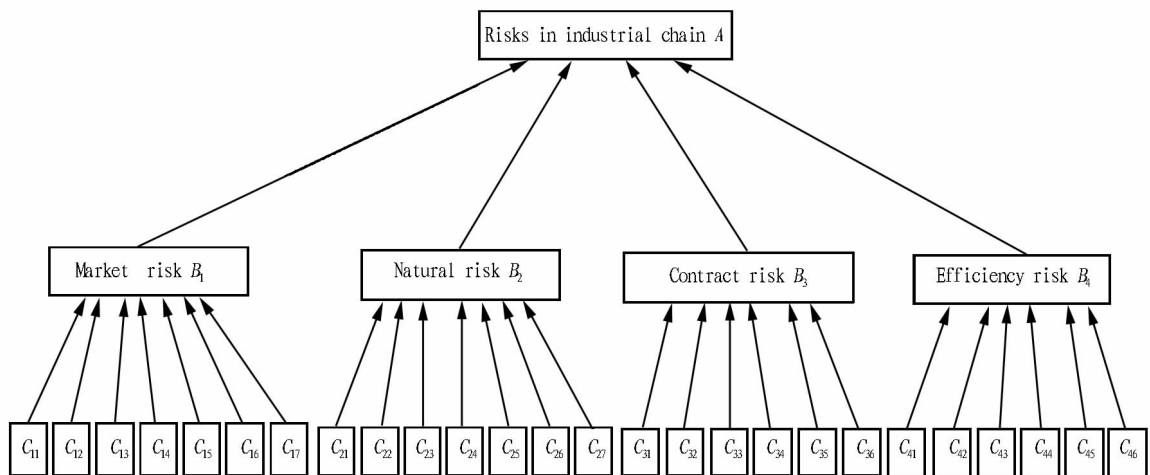 Risks in industrial chain A
Market risk B₁
Natural risk B₂
Contract risk B₃
Efficiency risk B₄
C₁₁ C₁₂ C₁₃ C₁₄ C₁₅ C₁₆ C₁₇ C₂₁ C₂₂ C₂₃ C₂₄ C₂₅ C₂₆ C₂₇ C₃₁ C₃₂ C₃₃ C₃₄ C₃₅ C₃₆ C₄₁ C₄₂ C₄₃ C₄₄ C₄₅ C₄₆